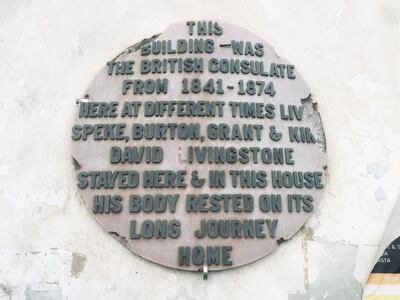 THIS
BUILDING WAS
THE BRITISH CONSULATE
FROM 1841-1874
HERE AT DIFFERENT TIMES LIV
SPEKE, BURTON, GRANT & KIR
DAVID LIVINGSTONE
STAYED HERE & IN THIS HOUSE
HIS BODY RESTED ON ITS
LONG JOURNEY
HOME